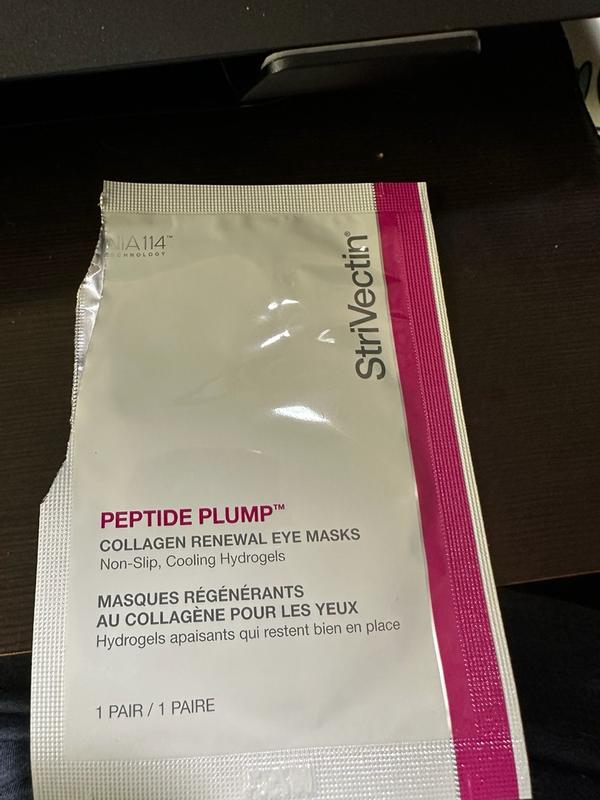 NIA114™
TECHNOLOGY
StriVectin®
PEPTIDE PLUMP™
COLLAGEN RENEWAL EYE MASKS
Non-Slip, Cooling Hydrogels
MASQUES RÉGÉNÉRANTS
AU COLLAGÈNE POUR LES YEUX
Hydrogels apaisants qui restent bien en place
1 PAIR / 1 PAIRE